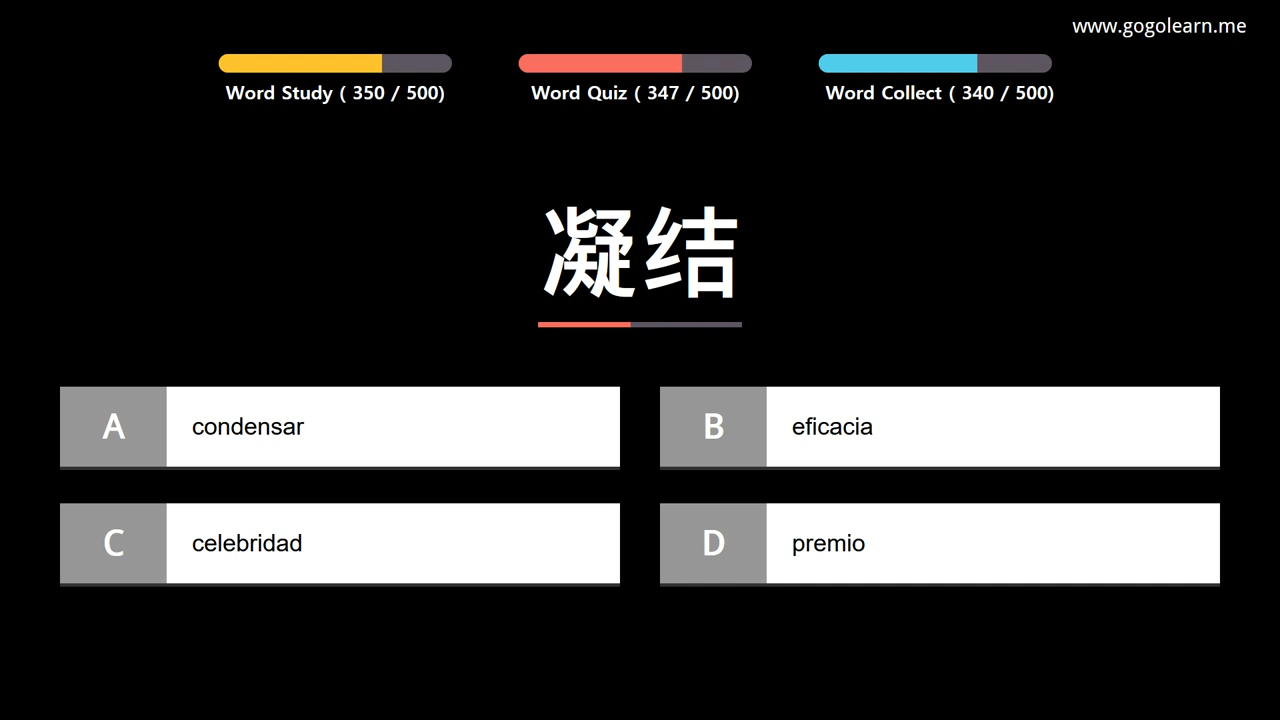 www.gogolearn.me
Word Study ( 350 / 500)
Word Quiz ( 347 / 500)
Word Collect ( 340 / 500)
凝结
A condensar
B eficacia
C celebridad
D premio